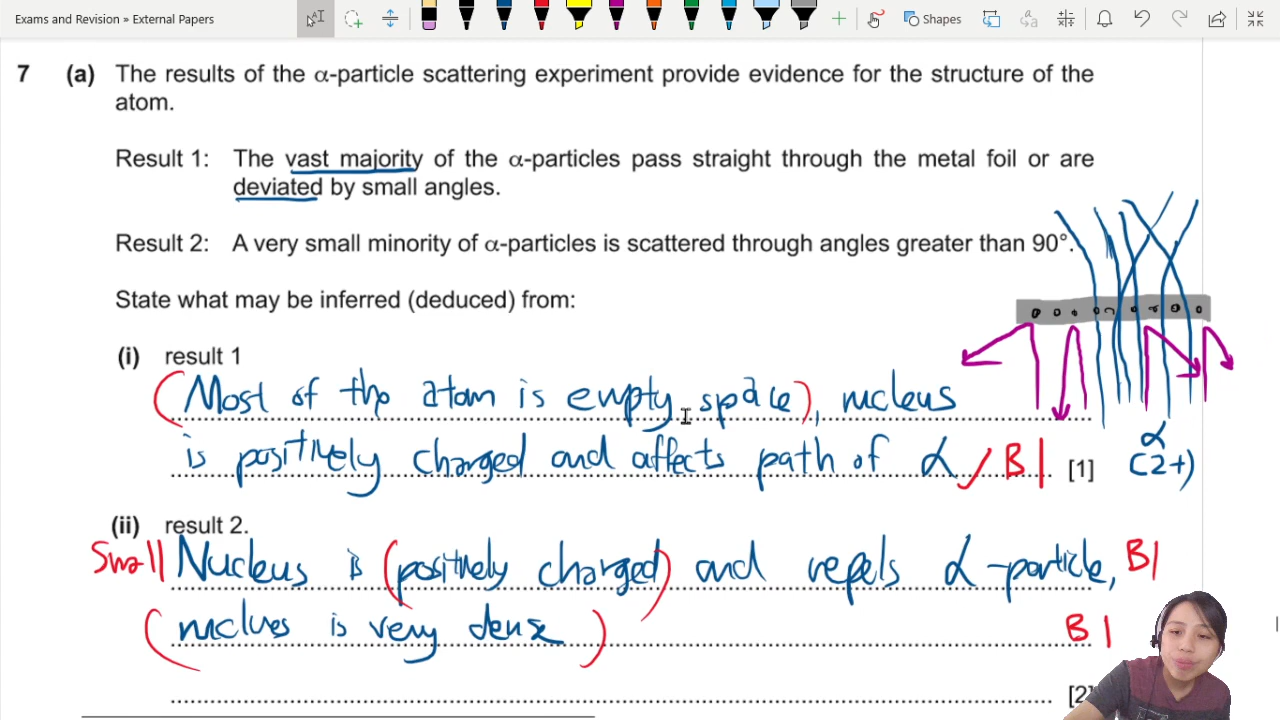 Exams and Revision » External Papers
Shapes
7 (a) The results of the α-particle scattering experiment provide evidence for the structure of the
atom.
Result 1: The vast majority of the α-particles pass straight through the metal foil or are
deviated by small angles.
Result 2: A very small minority of α-particles is scattered through angles greater than 90°.
State what may be inferred (deduced) from:
(i) result 1
(Most of the atom is empty space), nucleus
is positively charged and affects path of α / B1 [1]
α
(2+)
(ii) result 2.
Small Nucleus is (positively charged) and repels α-particle, B1
(nucleus is very dense) B1
[2]